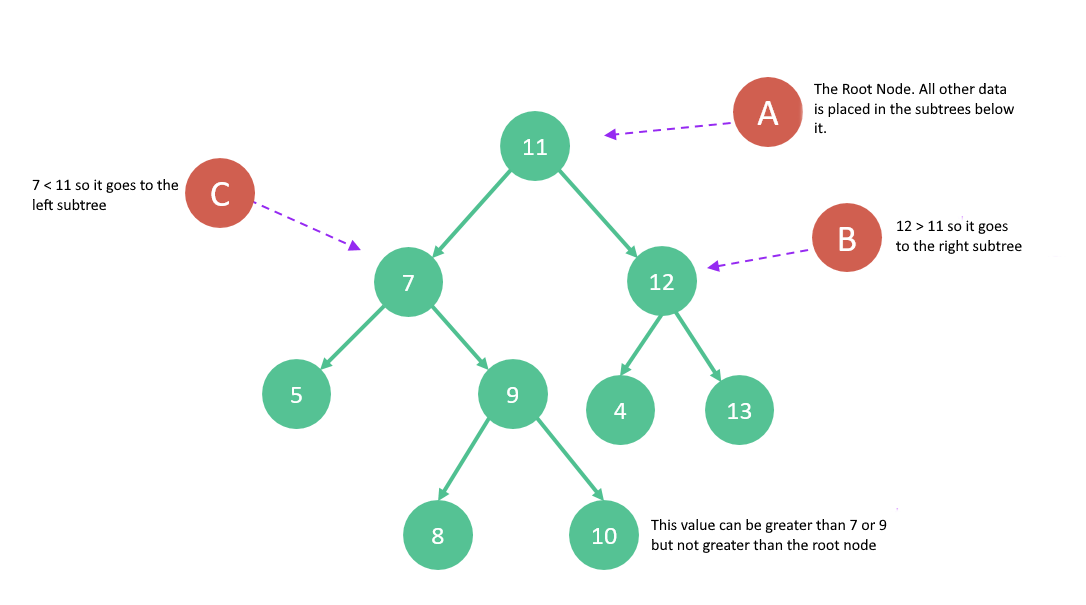 The Root Node. All other data
is placed in the subtrees below
it.
A
11
7 < 11 so it goes to the
left subtree
C
B
12 > 11 so it goes
to the right subtree
7
12
5
9
4
13
8
10
This value can be greater than 7 or 9
but not greater than the root node